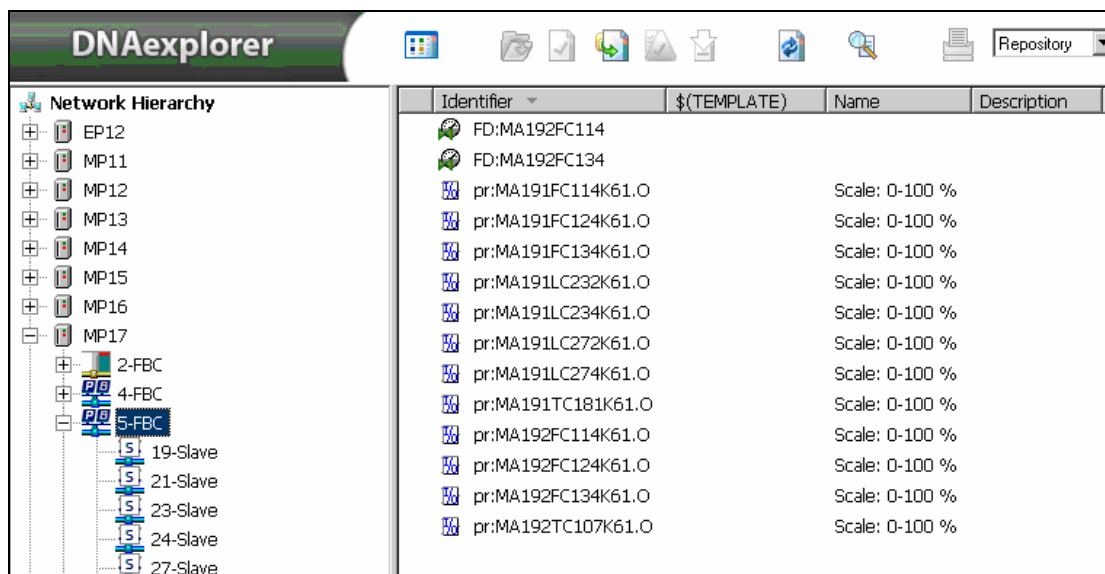 DNAexplorer
Repository
Network Hierarchy
EP12
MP11
MP12
MP13
MP14
MP15
MP16
MP17
2-FBC
4-FBC
5-FBC
19-Slave
21-Slave
23-Slave
24-Slave
27-Slave
Identifier $(TEMPLATE) Name Description
FD:MA192FC114
FD:MA192FC134
pr:MA191FC114K61.O Scale: 0-100 %
pr:MA191FC124K61.O Scale: 0-100 %
pr:MA191FC134K61.O Scale: 0-100 %
pr:MA191LC232K61.O Scale: 0-100 %
pr:MA191LC234K61.O Scale: 0-100 %
pr:MA191LC272K61.O Scale: 0-100 %
pr:MA191LC274K61.O Scale: 0-100 %
pr:MA191TC181K61.O Scale: 0-100 %
pr:MA192FC114K61.O Scale: 0-100 %
pr:MA192FC124K61.O Scale: 0-100 %
pr:MA192FC134K61.O Scale: 0-100 %
pr:MA192TC107K61.O Scale: 0-100 %